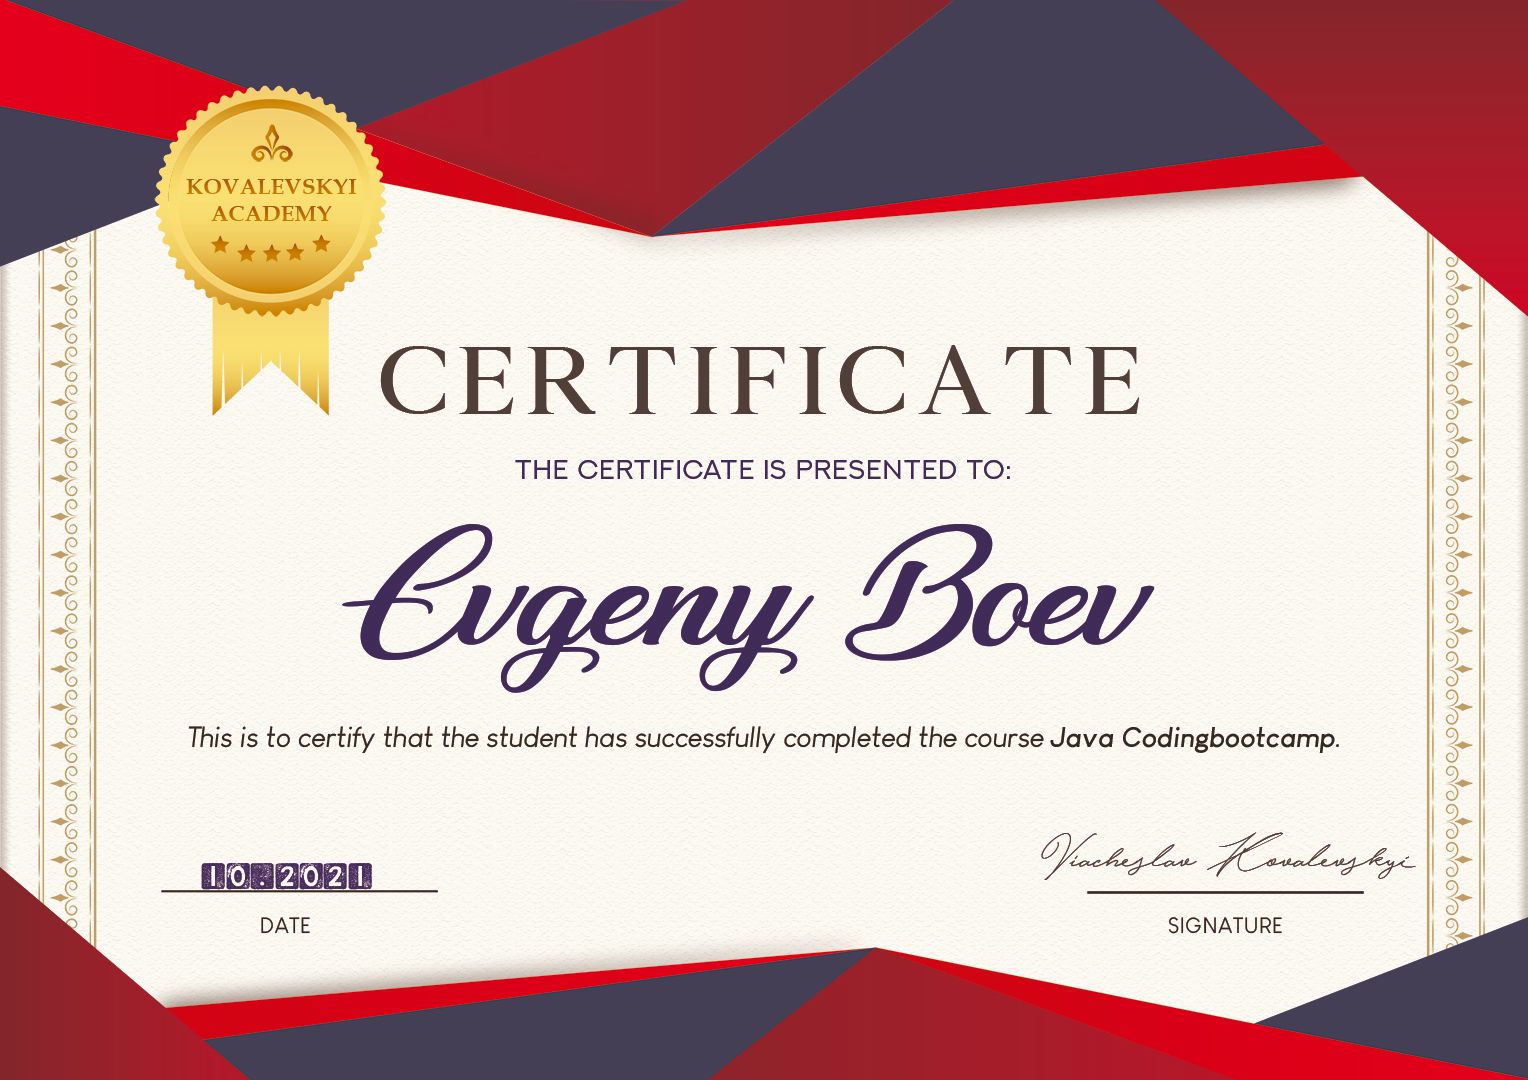 KOVALEVSKYI
ACADEMY
CERTIFICATE
THE CERTIFICATE IS PRESENTED TO:
Evgeny Boev
This is to certify that the student has successfully completed the course Java Codingbootcamp.
10.2021
DATE
Viacheslav Kovalevskyi
SIGNATURE